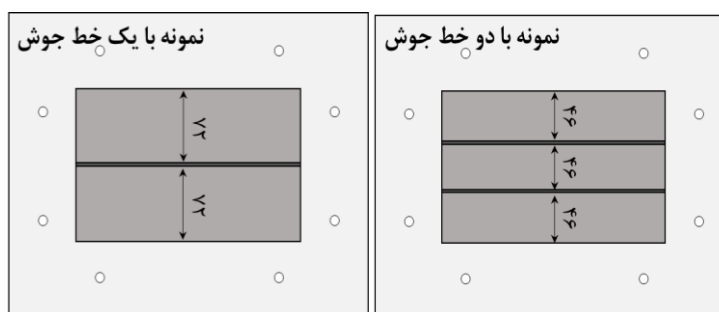 نمونه با یک خط جوش
۷۲
۷۲
نمونه با دو خط جوش
۴۶
۴۶
۴۶